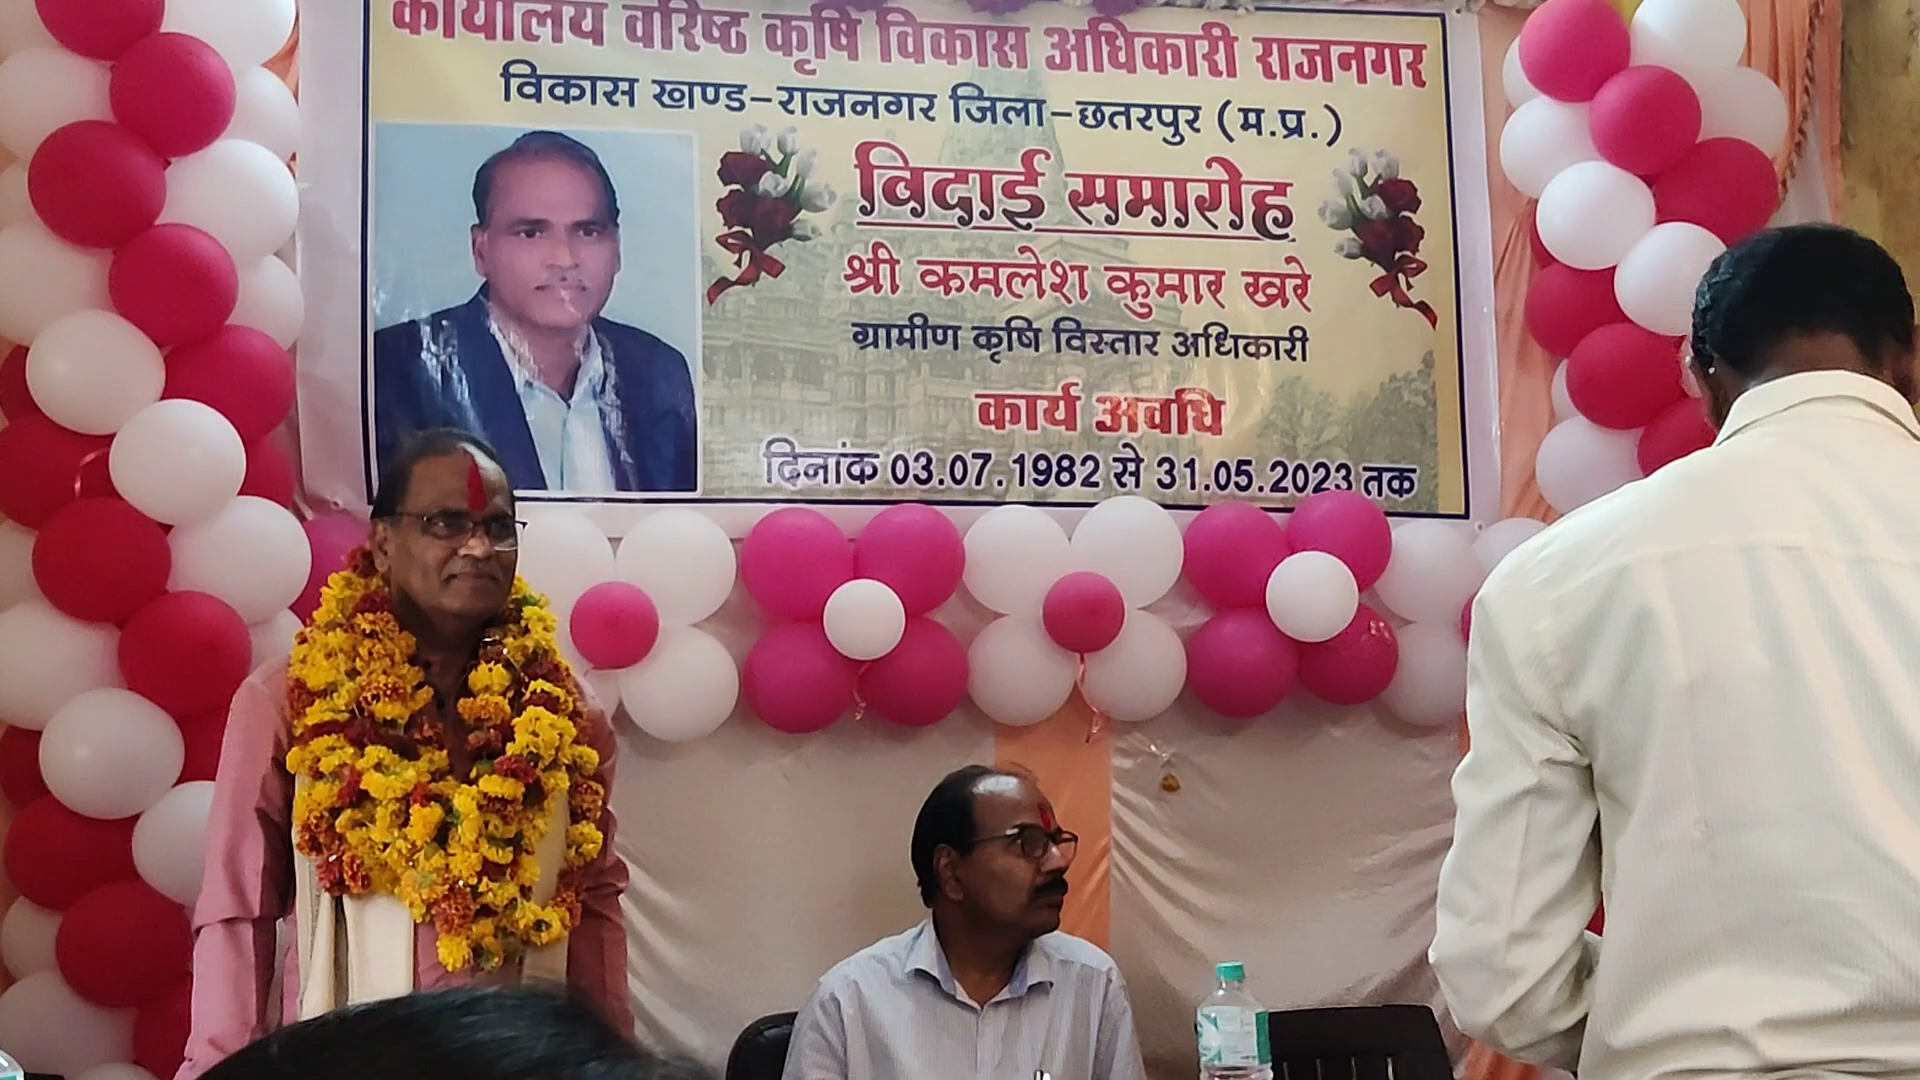 कार्यालय वरिष्ठ कृषि विकास अधिकारी राजनगर
विकास खण्ड-राजनगर जिला-छतरपुर (म.प्र.)
विदाई समारोह
श्री कमलेश कुमार खरे
ग्रामीण कृषि विस्तार अधिकारी
कार्य अवधि
दिनांक 03.07.1982 से 31.05.2023 तक